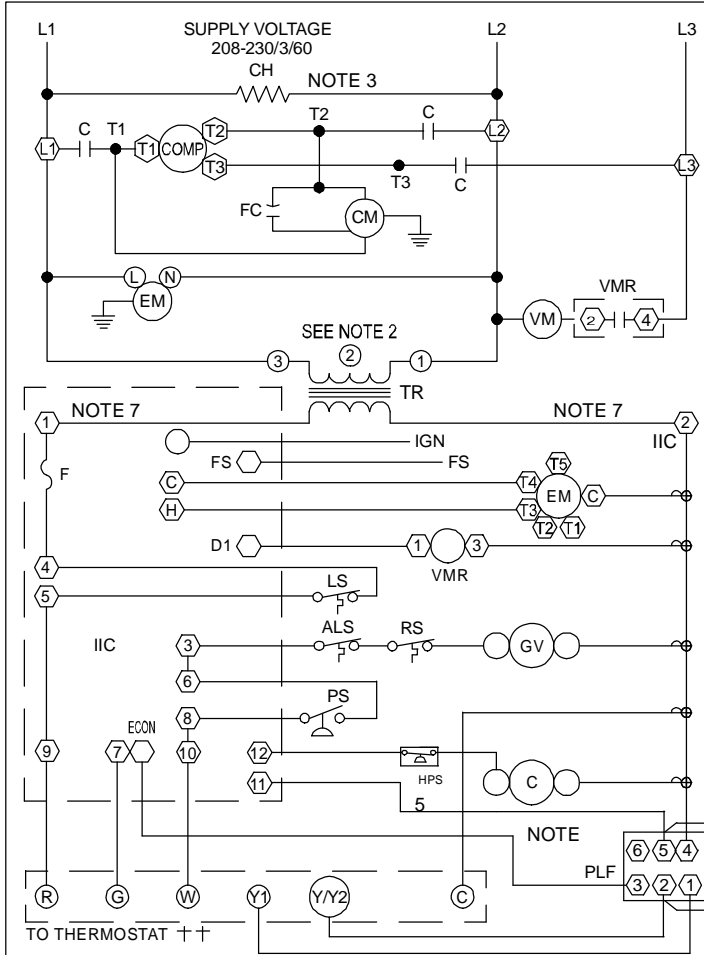 L1 SUPPLY VOLTAGE L2 L3
208-230/3/60
CH
NOTE 3
C T1 T2 C
L1 T1 COMP T2 L2
T3 T3 C L3
FC CM
L N VMR
EM VM 2 4
SEE NOTE 2
3 2 1
TR
1 NOTE 7 NOTE 7 2
IGN IIC
F FS FS T5
C T4 EM C
H T3
T2 T1
D1 1 3
VMR
4 LS
5
ALS RS
IIC 3 GV
6
PS
8
ECON
9 7 10 12
HPS C
11
5
NOTE
6 5 4
PLF
3 2 1
R G W Y1 Y/Y2 C
TO THERMOSTAT ††